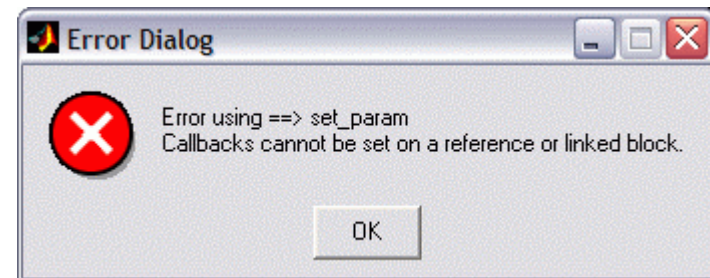 Error Dialog
Error using ==> set_param
Callbacks cannot be set on a reference or linked block.
OK